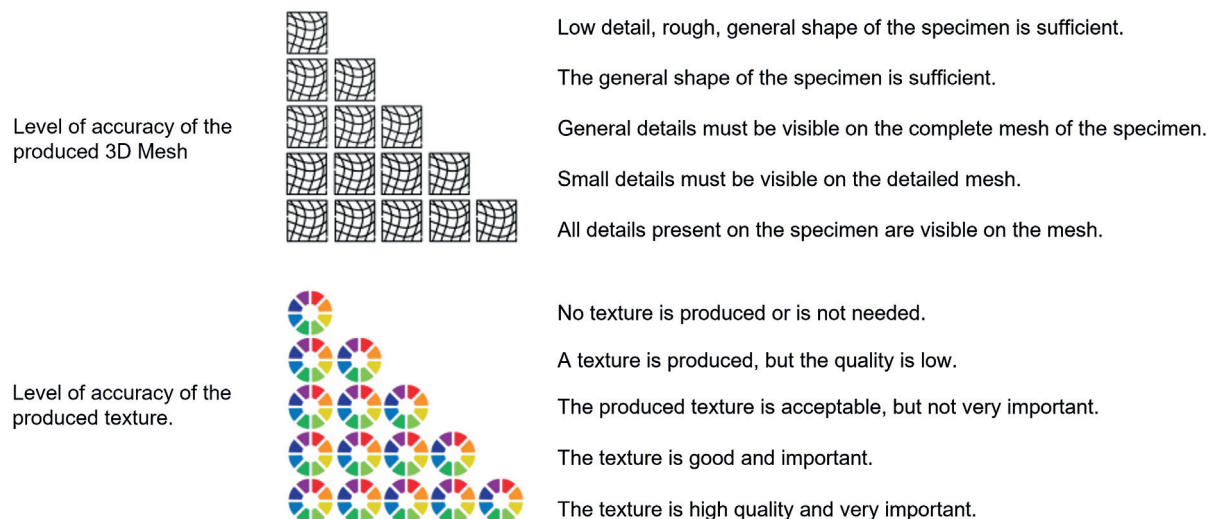 Low detail, rough, general shape of the specimen is sufficient.
The general shape of the specimen is sufficient.
Level of accuracy of the
produced 3D Mesh
General details must be visible on the complete mesh of the specimen.
Small details must be visible on the detailed mesh.
All details present on the specimen are visible on the mesh.
No texture is produced or is not needed.
A texture is produced, but the quality is low.
Level of accuracy of the
produced texture.
The produced texture is acceptable, but not very important.
The texture is good and important.
The texture is high quality and very important.